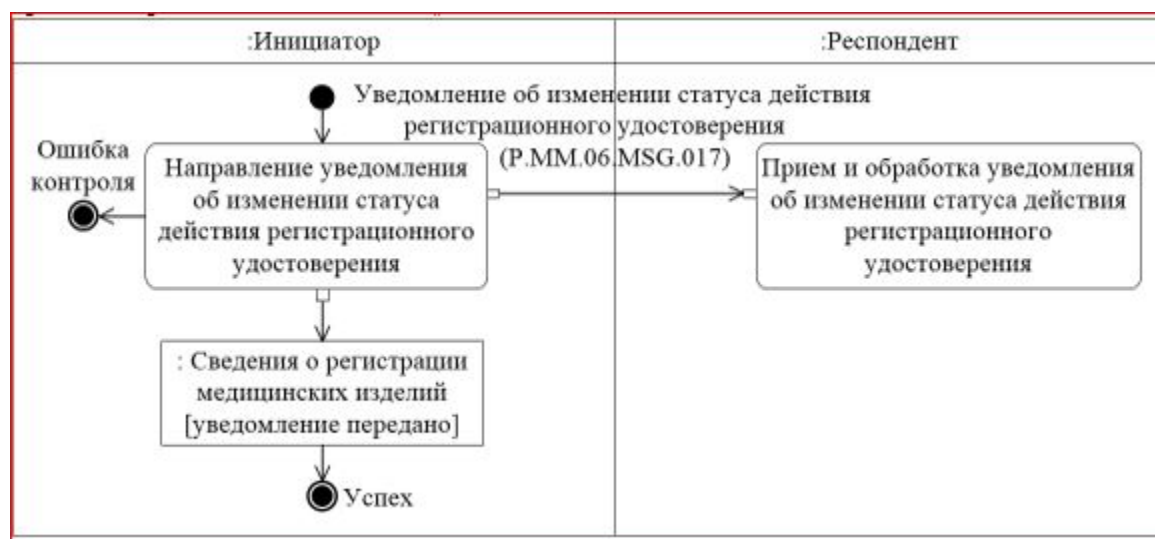 :Инициатор
:Респондент
Уведомление об изменении статуса действия
регистрационного удостоверения
(P.MM.06.MSG.017)
Ошибка
контроля
Направление уведомления
об изменении статуса
действия регистрационного
удостоверения
Прием и обработка уведомления
об изменении статуса действия
регистрационного
удостоверения
: Сведения о регистрации
медицинских изделий
[уведомление передано]
Успех